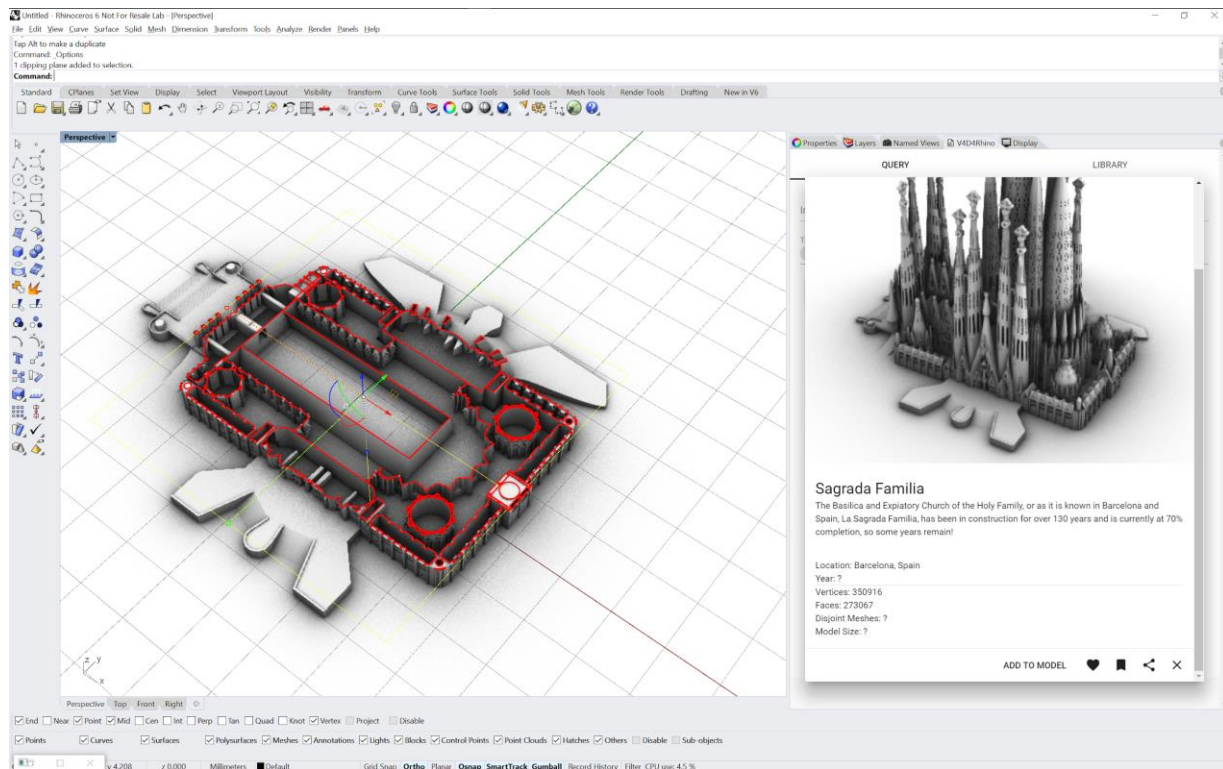 Untitled - Rhinoceros 6 Not For Resale Lab - [Perspective]
File Edit View Curve Surface Solid Mesh Dimension Transform Tools Analyze Render Panels Help
Tap Alt to make a duplicate
Command: _Options
1 clipping plane added to selection.
Command:
Standard CPlanes Set View Display Select Viewport Layout Visibility Transform Curve Tools Surface Tools Solid Tools Mesh Tools Render Tools Drafting New in V6
Perspective
Properties Layers Named Views V4D4Rhino Display
QUERY LIBRARY
Sagrada Familia
The Basilica and Expiatory Church of the Holy Family, or as it is known in Barcelona and
Spain, La Sagrada Familia, has been in construction for over 130 years and is currently at 70%
completion, so some years remain!
Location: Barcelona, Spain
Year: ?
Vertices: 350916
Faces: 273067
Disjoint Meshes: ?
Model Size: ?
ADD TO MODEL
z y
x
Perspective Top Front Right
End Near Point Mid Cen Int Perp Tan Quad Knot Vertex Project Disable
Points Curves Surfaces Polysurfaces Meshes Annotations Lights Blocks Control Points Point Clouds Hatches Others Disable Sub-objects
y 4.208 z 0.000 Millimeters Default Grid Snap Ortho Planar Osnap SmartTrack Gumball Record History Filter CPU use: 4.5 %